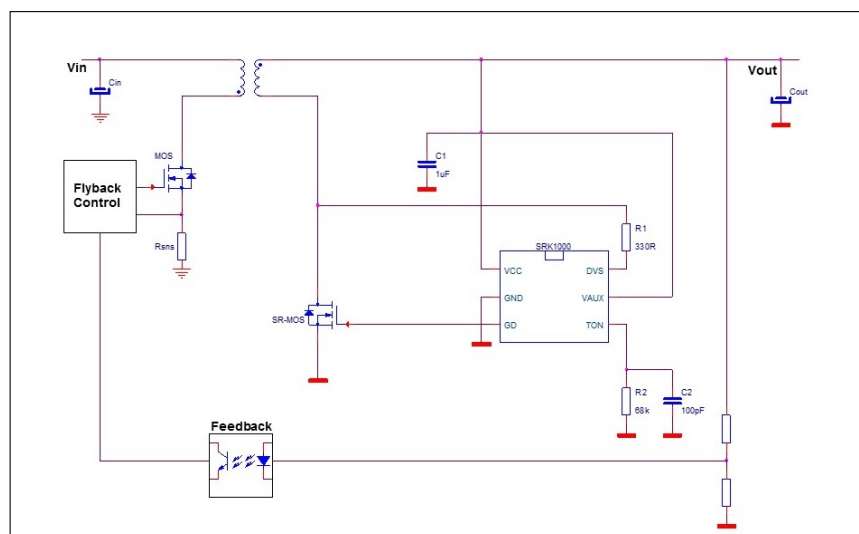 Vin
Vout
Cin
Cout
MOS
C1
1uF
Flyback
Control
R1
330R
SRK1000
Rsns
VCC
DVS
GND
VAUX
SR-MOS
GD
TON
R2
68k
C2
100pF
Feedback